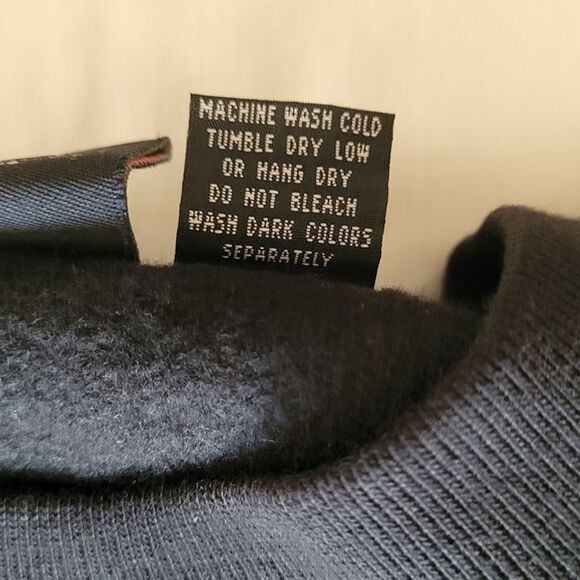 MACHINE WASH COLD
TUMBLE DRY LOW
OR HANG DRY
DO NOT BLEACH
WASH DARK COLORS
SEPARATELY